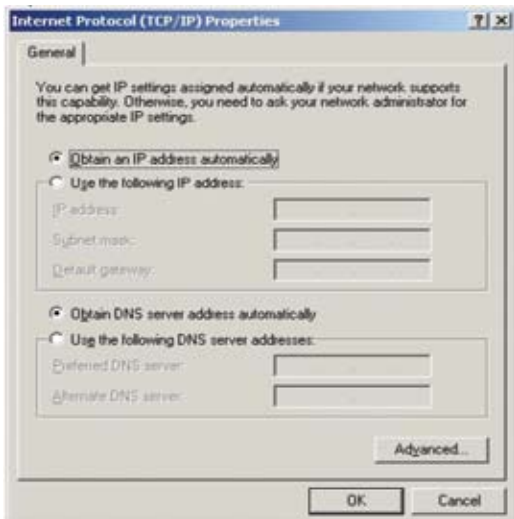 Internet Protocol (TCP/IP) Properties
General
You can get IP settings assigned automatically if your network supports
this capability. Otherwise, you need to ask your network administrator for
the appropriate IP settings.
Obtain an IP address automatically
Use the following IP address:
IP address:
Subnet mask:
Default gateway:
Obtain DNS server address automatically
Use the following DNS server addresses:
Preferred DNS server:
Alternate DNS server:
Advanced...
OK Cancel